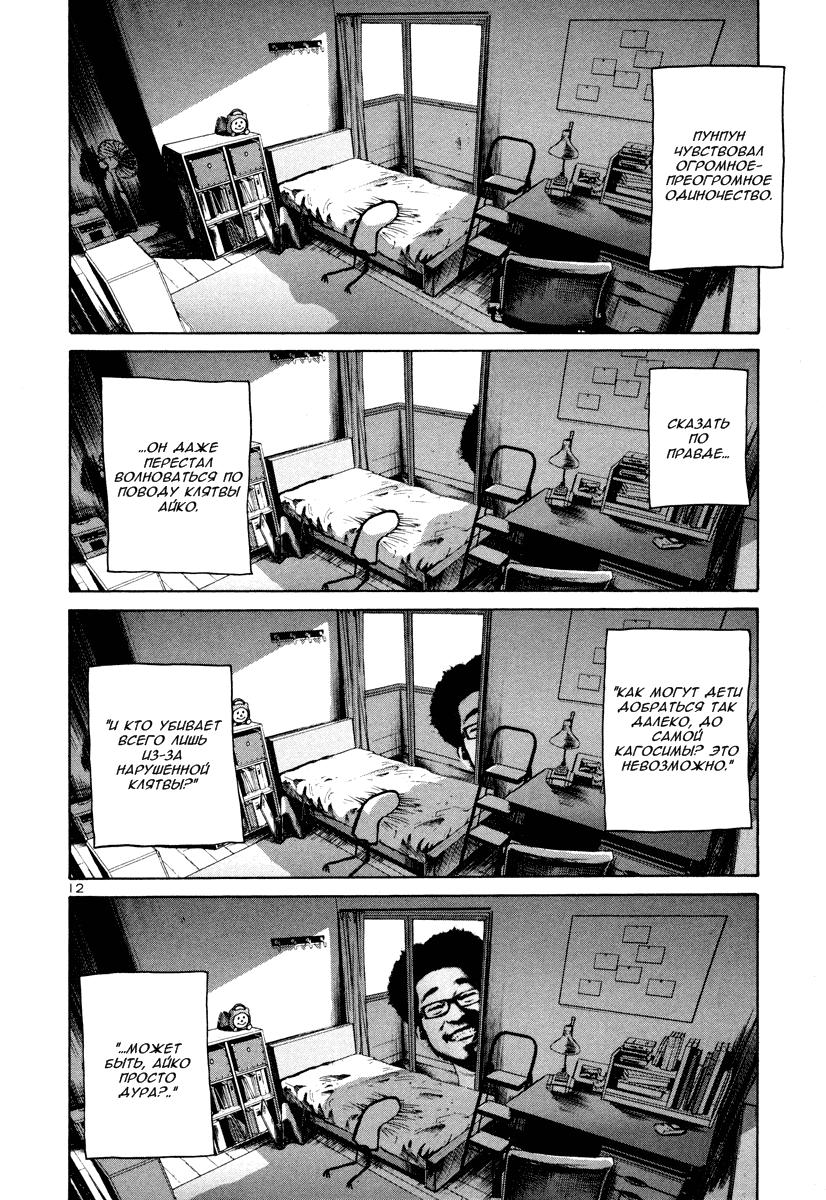 ПУНПУН
ЧУВСТВОВАЛ
ОГРОМНОЕ-
ПРЕОГРОМНОЕ
ОДИНОЧЕСТВО.
СКАЗАТЬ
ПО
ПРАВДЕ...
...ОН ДАЖЕ
ПЕРЕСТАЛ
ВОЛНОВАТЬСЯ ПО
ПОВОДУ КЛЯТВЫ
АЙКО.
"КАК МОГУТ ДЕТИ
ДОБРАТЬСЯ ТАК
ДАЛЕКО, ДО
САМОЙ
КАГОСИМЫ? ЭТО
НЕВОЗМОЖНО."
"И КТО УБИВАЕТ
ВСЕГО ЛИШЬ
ИЗ-ЗА
НАРУШЕННОЙ
КЛЯТВЫ?"
12
"...МОЖЕТ
БЫТЬ, АЙКО
ПРОСТО
ДУРА?.."